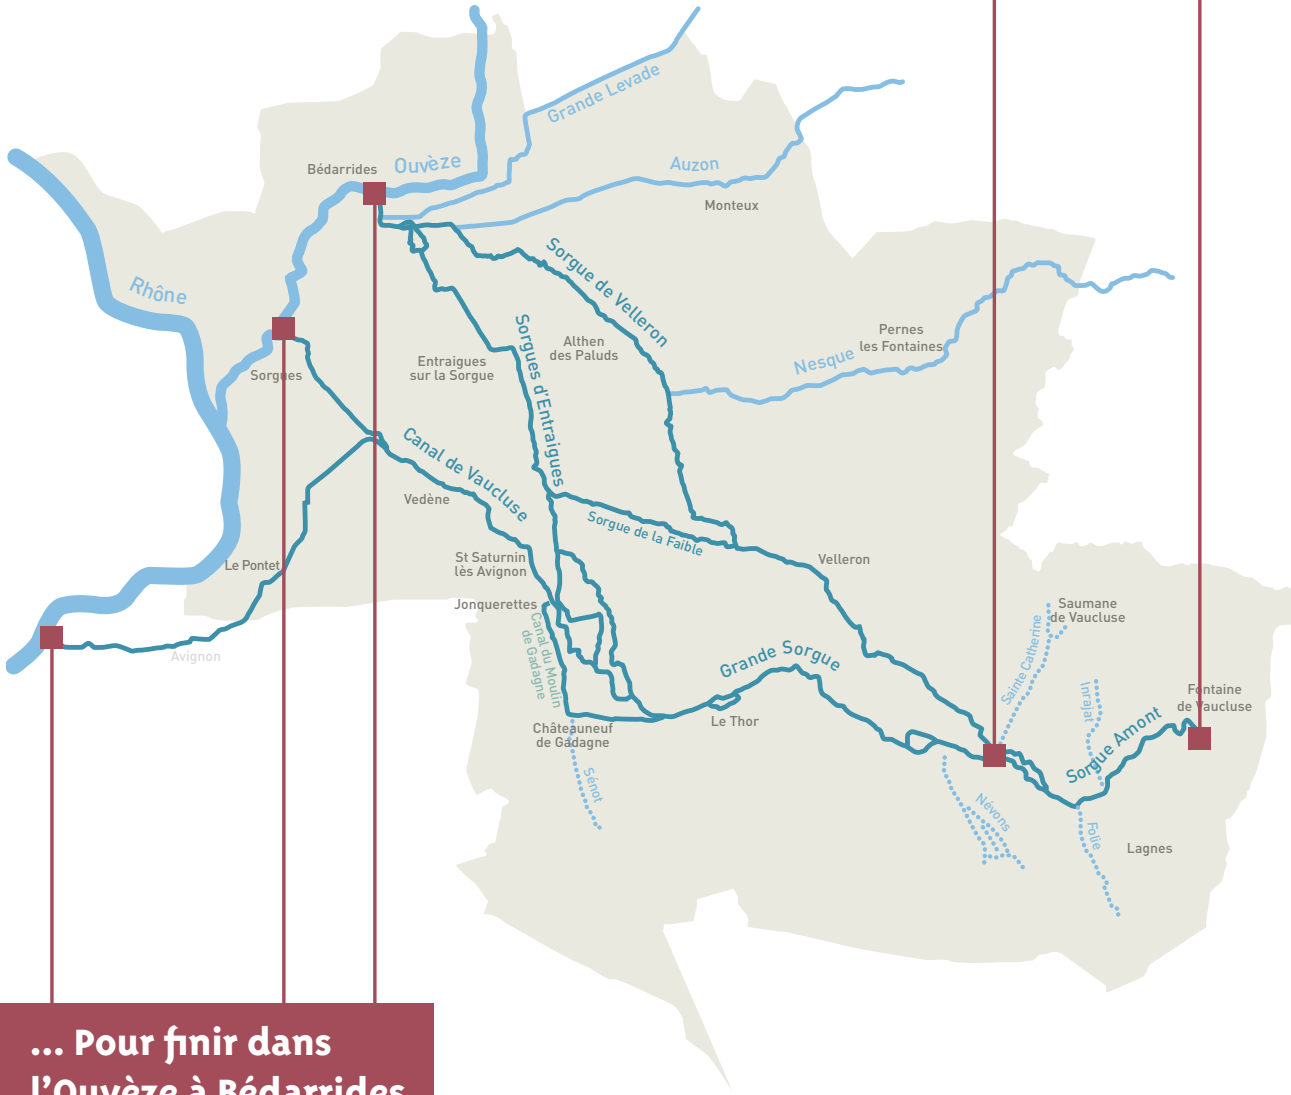 Grande Levade
Ouvèze
Bédarrides
Auzon
Monteux
Rhône
Sorgue de Velleron
Sorgues
Entraigues
sur la Sorgue
Sorgues d'Entraigues
Althen
des Paluds
Pernes
les Fontaines
Nesque
Canal de Vaucluse
Vedène
Sorgue de la Faible
Le Pontet
St Saturnin
lès Avignon
Velleron
Jonquerettes
Canal du Moulin
de Gadagne
Avignon
Saumane
de Vaucluse
Sainte Catherine
Grande Sorgue
Inrajat
Fontaine
de Vaucluse
Le Thor
Châteauneuf
de Gadagne
Sorgue Amont
Sénot
Névons
Folie
Lagnes
... Pour finir dans
l'Ouvèze à Bédarrides